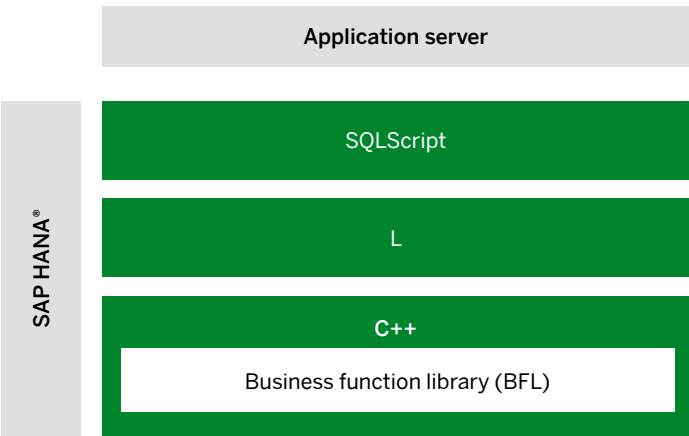 Application server
SAP HANA®
SQLScript
L
C++
Business function library (BFL)